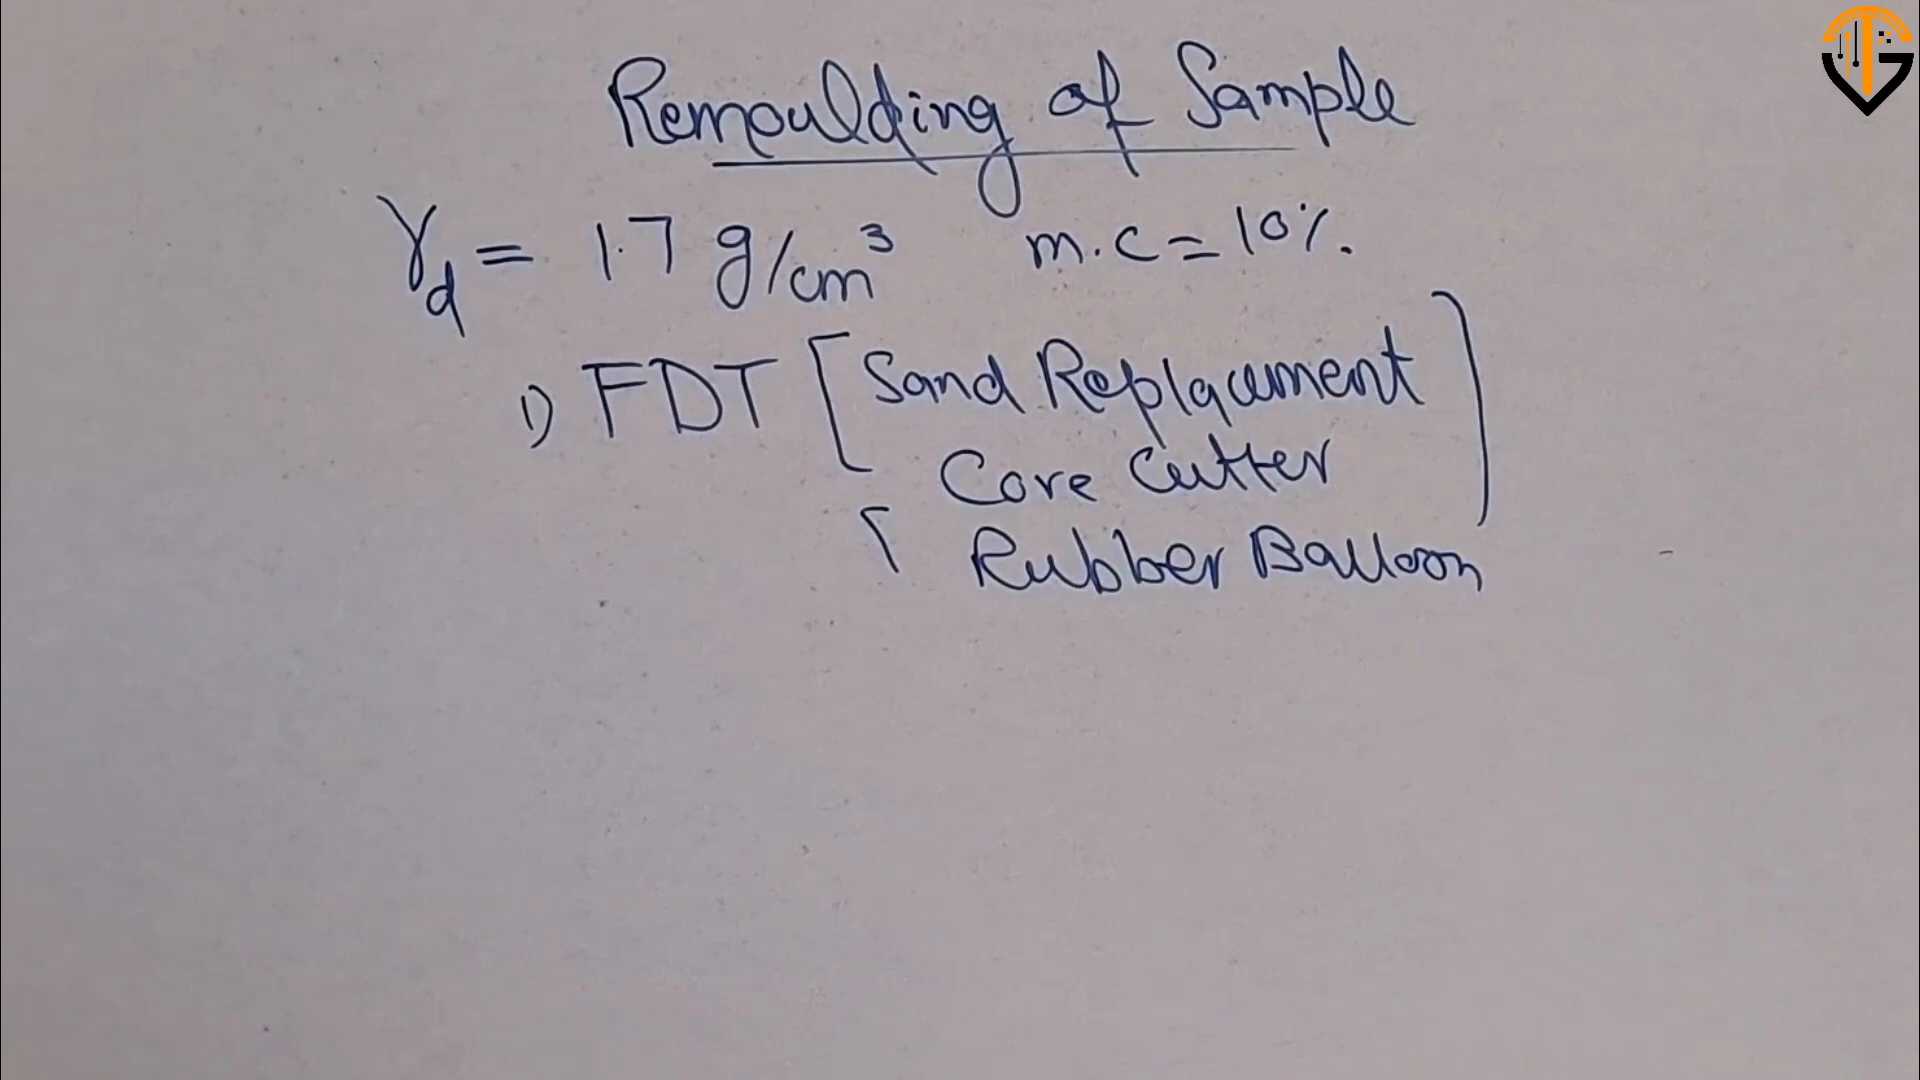 Remoulding of Sample
γd = 1.7 g/cm³ m.c = 10%.
1) FDT [Sand Replacement
Core Cutter]
[ Rubber Balloon